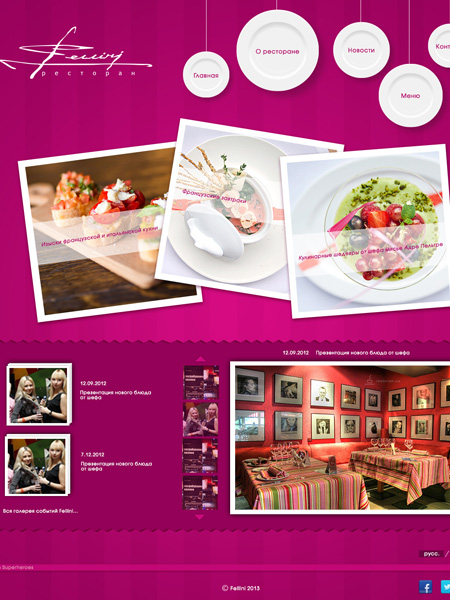 Fellini
ресторан
Главная
О ресторане
Новости
Меню
Конт
Изыски французской и итальянской кухни
Французские завтраки
Кулинарные шедевры от шефа
12.09.2012
Презентация нового блюда
от шефа
7.12.2012
Презентация нового блюда
от шефа
Вся галерея событий Fellini...
12.09.2012 Презентация нового блюда от шефа
русс. /
Superheroes
© Fellini 2013